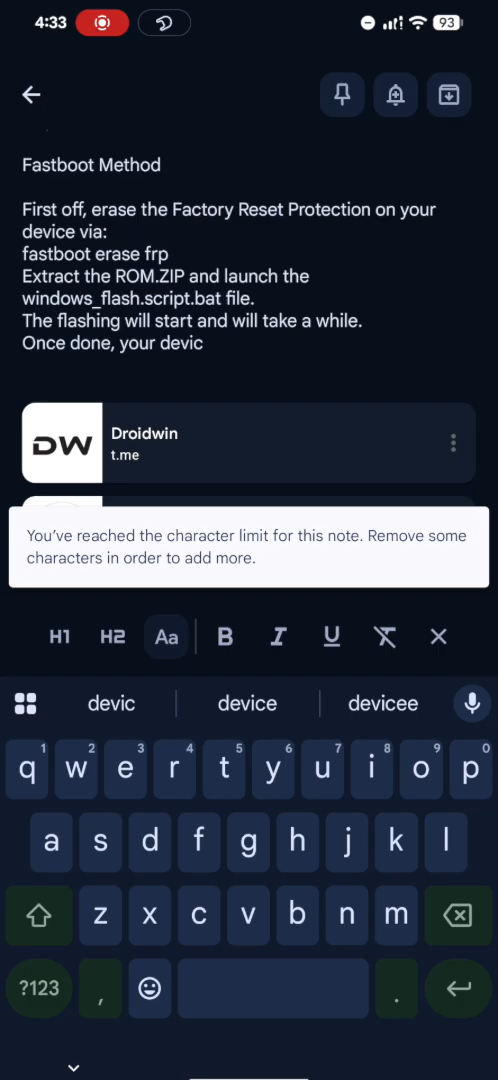 4:33
93
Fastboot Method
First off, erase the Factory Reset Protection on your
device via:
fastboot erase frp
Extract the ROM.ZIP and launch the
windows_flash.script.bat file.
The flashing will start and will take a while.
Once done, your devic
DW
Droidwin
t.me
You've reached the character limit for this note. Remove some
characters in order to add more.
H1 H2 Aa B I U T
devic device devicee
1 2 3 4 5 6 7 8 9 0
q w e r t y u i o p
a s d f g h j k l
z x c v b n m
?123 , .